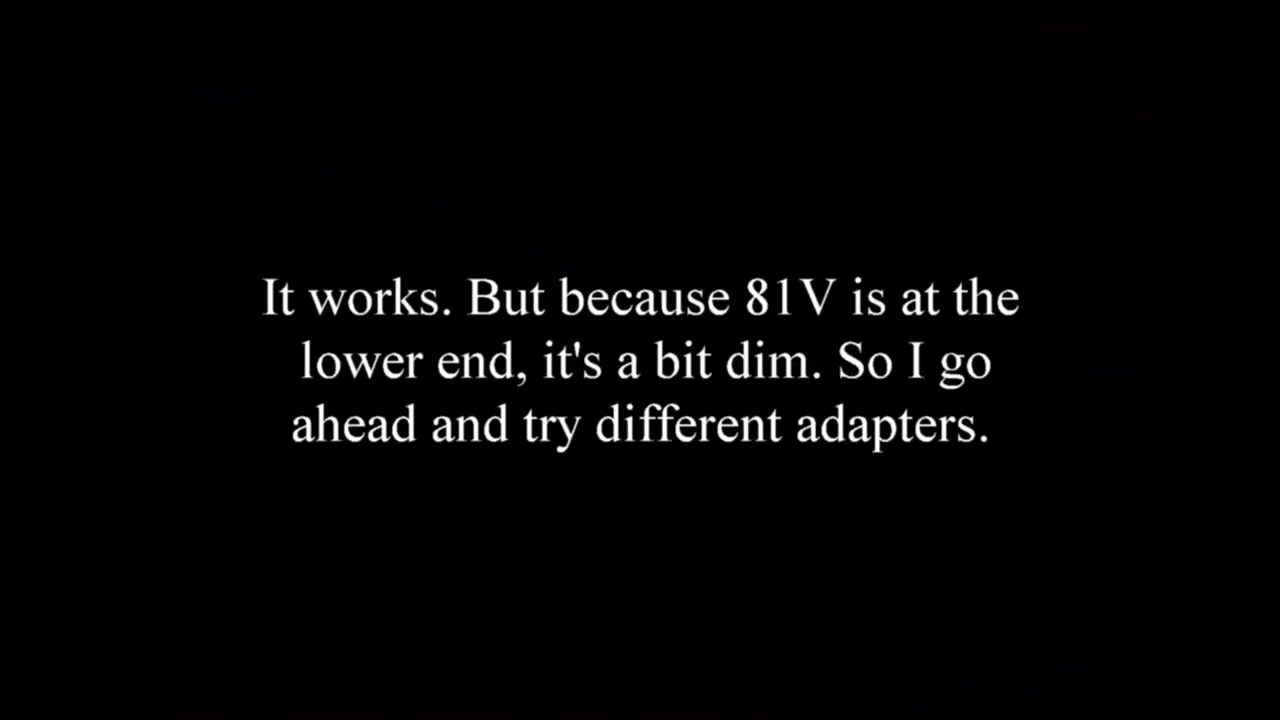 It works. But because 81V is at the
lower end, it's a bit dim. So I go
ahead and try different adapters.